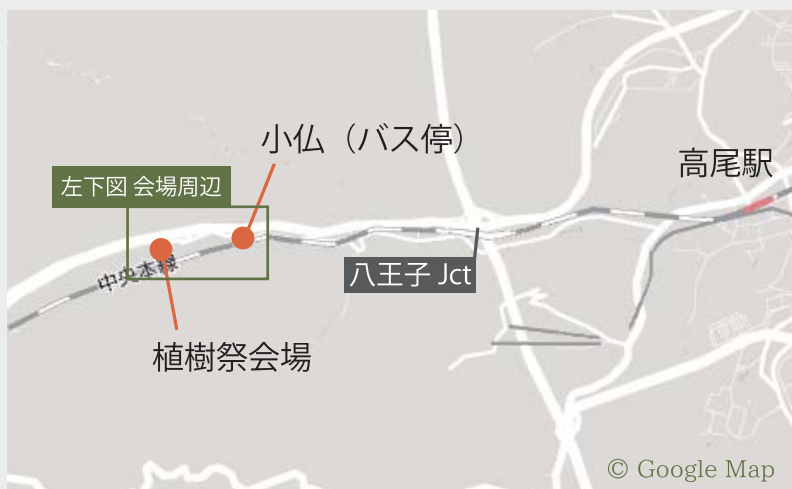 小仏（バス停）
高尾駅
左下図 会場周辺
中央本線
八王子 Jct
植樹祭会場
© Google Map